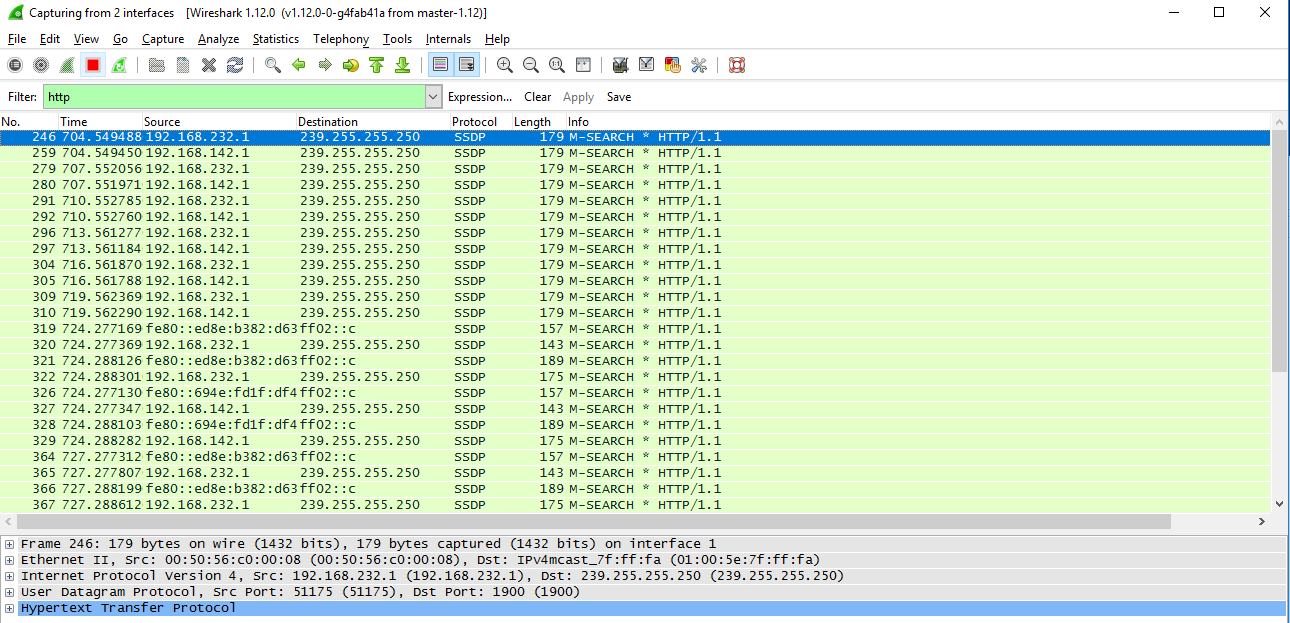 Capturing from 2 interfaces [Wireshark 1.12.0 (v1.12.0-0-g4fab41a from master-1.12)]
File Edit View Go Capture Analyze Statistics Telephony Tools Internals Help
Filter: http Expression... Clear Apply Save
No. Time Source Destination Protocol Length Info
246 704.549488 192.168.232.1 239.255.255.250 SSDP 179 M-SEARCH * HTTP/1.1
259 704.549450 192.168.142.1 239.255.255.250 SSDP 179 M-SEARCH * HTTP/1.1
279 707.552056 192.168.232.1 239.255.255.250 SSDP 179 M-SEARCH * HTTP/1.1
280 707.551971 192.168.142.1 239.255.255.250 SSDP 179 M-SEARCH * HTTP/1.1
291 710.552785 192.168.232.1 239.255.255.250 SSDP 179 M-SEARCH * HTTP/1.1
292 710.552760 192.168.142.1 239.255.255.250 SSDP 179 M-SEARCH * HTTP/1.1
296 713.561277 192.168.232.1 239.255.255.250 SSDP 179 M-SEARCH * HTTP/1.1
297 713.561184 192.168.142.1 239.255.255.250 SSDP 179 M-SEARCH * HTTP/1.1
304 716.561870 192.168.232.1 239.255.255.250 SSDP 179 M-SEARCH * HTTP/1.1
305 716.561788 192.168.142.1 239.255.255.250 SSDP 179 M-SEARCH * HTTP/1.1
309 719.562369 192.168.232.1 239.255.255.250 SSDP 179 M-SEARCH * HTTP/1.1
310 719.562290 192.168.142.1 239.255.255.250 SSDP 179 M-SEARCH * HTTP/1.1
319 724.277169 fe80::ed8e:b382:d63 ff02::c SSDP 157 M-SEARCH * HTTP/1.1
320 724.277369 192.168.232.1 239.255.255.250 SSDP 143 M-SEARCH * HTTP/1.1
321 724.288126 fe80::ed8e:b382:d63 ff02::c SSDP 189 M-SEARCH * HTTP/1.1
322 724.288301 192.168.232.1 239.255.255.250 SSDP 175 M-SEARCH * HTTP/1.1
326 724.277130 fe80::694e:fd1f:df4 ff02::c SSDP 157 M-SEARCH * HTTP/1.1
327 724.277347 192.168.142.1 239.255.255.250 SSDP 143 M-SEARCH * HTTP/1.1
328 724.288103 fe80::694e:fd1f:df4 ff02::c SSDP 189 M-SEARCH * HTTP/1.1
329 724.288282 192.168.142.1 239.255.255.250 SSDP 175 M-SEARCH * HTTP/1.1
364 727.277312 fe80::ed8e:b382:d63 ff02::c SSDP 157 M-SEARCH * HTTP/1.1
365 727.277807 192.168.232.1 239.255.255.250 SSDP 143 M-SEARCH * HTTP/1.1
366 727.288199 fe80::ed8e:b382:d63 ff02::c SSDP 189 M-SEARCH * HTTP/1.1
367 727.288612 192.168.232.1 239.255.255.250 SSDP 175 M-SEARCH * HTTP/1.1
Frame 246: 179 bytes on wire (1432 bits), 179 bytes captured (1432 bits) on interface 1
Ethernet II, Src: 00:50:56:c0:00:08 (00:50:56:c0:00:08), Dst: IPv4mcast_7f:ff:fa (01:00:5e:7f:ff:fa)
Internet Protocol Version 4, Src: 192.168.232.1 (192.168.232.1), Dst: 239.255.255.250 (239.255.255.250)
User Datagram Protocol, Src Port: 51175 (51175), Dst Port: 1900 (1900)
Hypertext Transfer Protocol